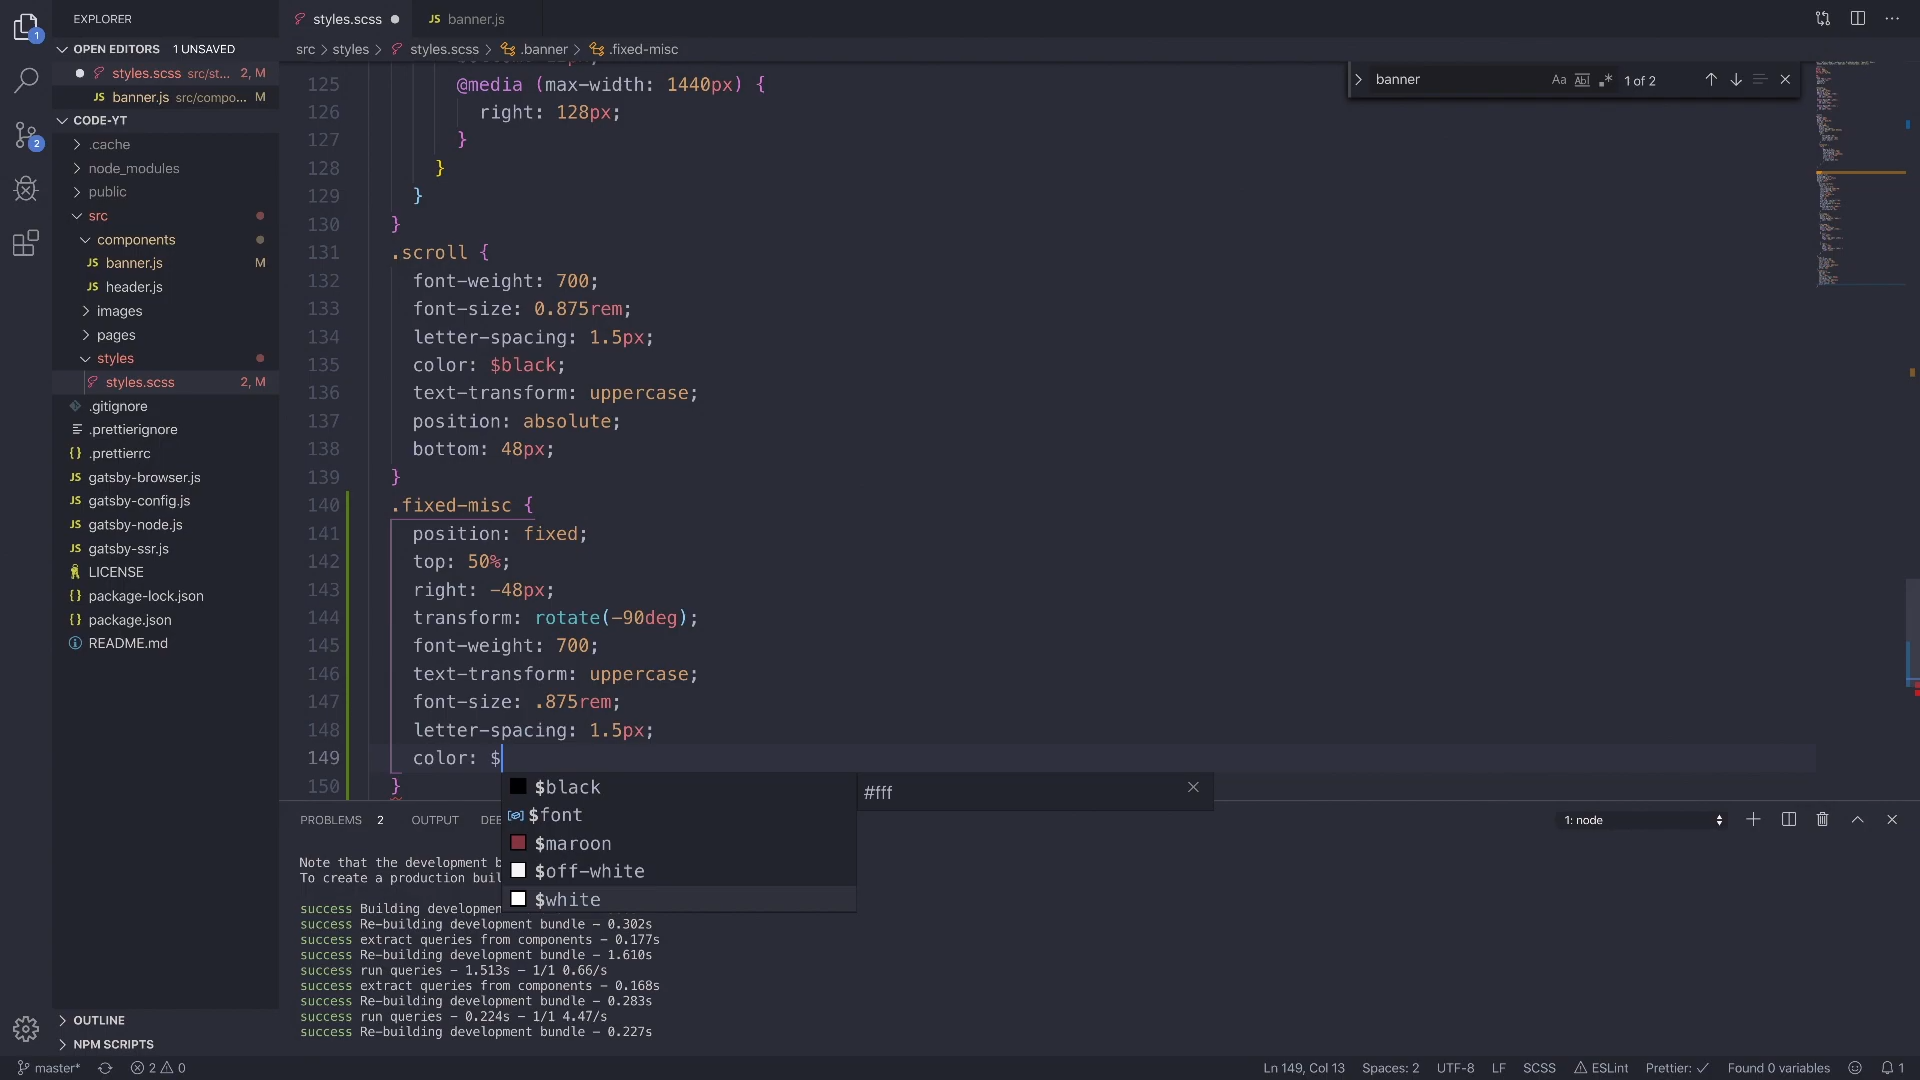 EXPLORER
OPEN EDITORS 1 UNSAVED
styles.scss src/st... 2, M
JS banner.js src/compo... M
CODE-YT
.cache
node_modules
public
src
components
JS banner.js M
JS header.js
images
pages
styles
styles.scss 2, M
.gitignore
.prettierignore
{} .prettierrc
JS gatsby-browser.js
JS gatsby-config.js
JS gatsby-node.js
JS gatsby-ssr.js
LICENSE
{} package-lock.json
{} package.json
README.md
OUTLINE
NPM SCRIPTS
1
2
styles.scss
JS banner.js
src > styles > styles.scss > .banner > .fixed-misc
banner Aa Abl .* 1 of 2
125 @media (max-width: 1440px) {
126 right: 128px;
127 }
128 }
129 }
130 }
131 .scroll {
132 font-weight: 700;
133 font-size: 0.875rem;
134 letter-spacing: 1.5px;
135 color: $black;
136 text-transform: uppercase;
137 position: absolute;
138 bottom: 48px;
139 }
140 .fixed-misc {
141 position: fixed;
142 top: 50%;
143 right: -48px;
144 transform: rotate(-90deg);
145 font-weight: 700;
146 text-transform: uppercase;
147 font-size: .875rem;
148 letter-spacing: 1.5px;
149 color: $
150 }
$black
$font
$maroon
$off-white
$white
#fff
PROBLEMS 2 OUTPUT DE
1: node
Note that the development b
To create a production buil
success Building developmen
success Re-building development bundle - 0.302s
success extract queries from components - 0.177s
success Re-building development bundle - 1.610s
success run queries - 1.513s - 1/1 0.66/s
success extract queries from components - 0.168s
success Re-building development bundle - 0.283s
success run queries - 0.224s - 1/1 4.47/s
success Re-building development bundle - 0.227s
master* 2 0
Ln 149, Col 13 Spaces: 2 UTF-8 LF SCSS ESLint Prettier: ✓ Found 0 variables 1